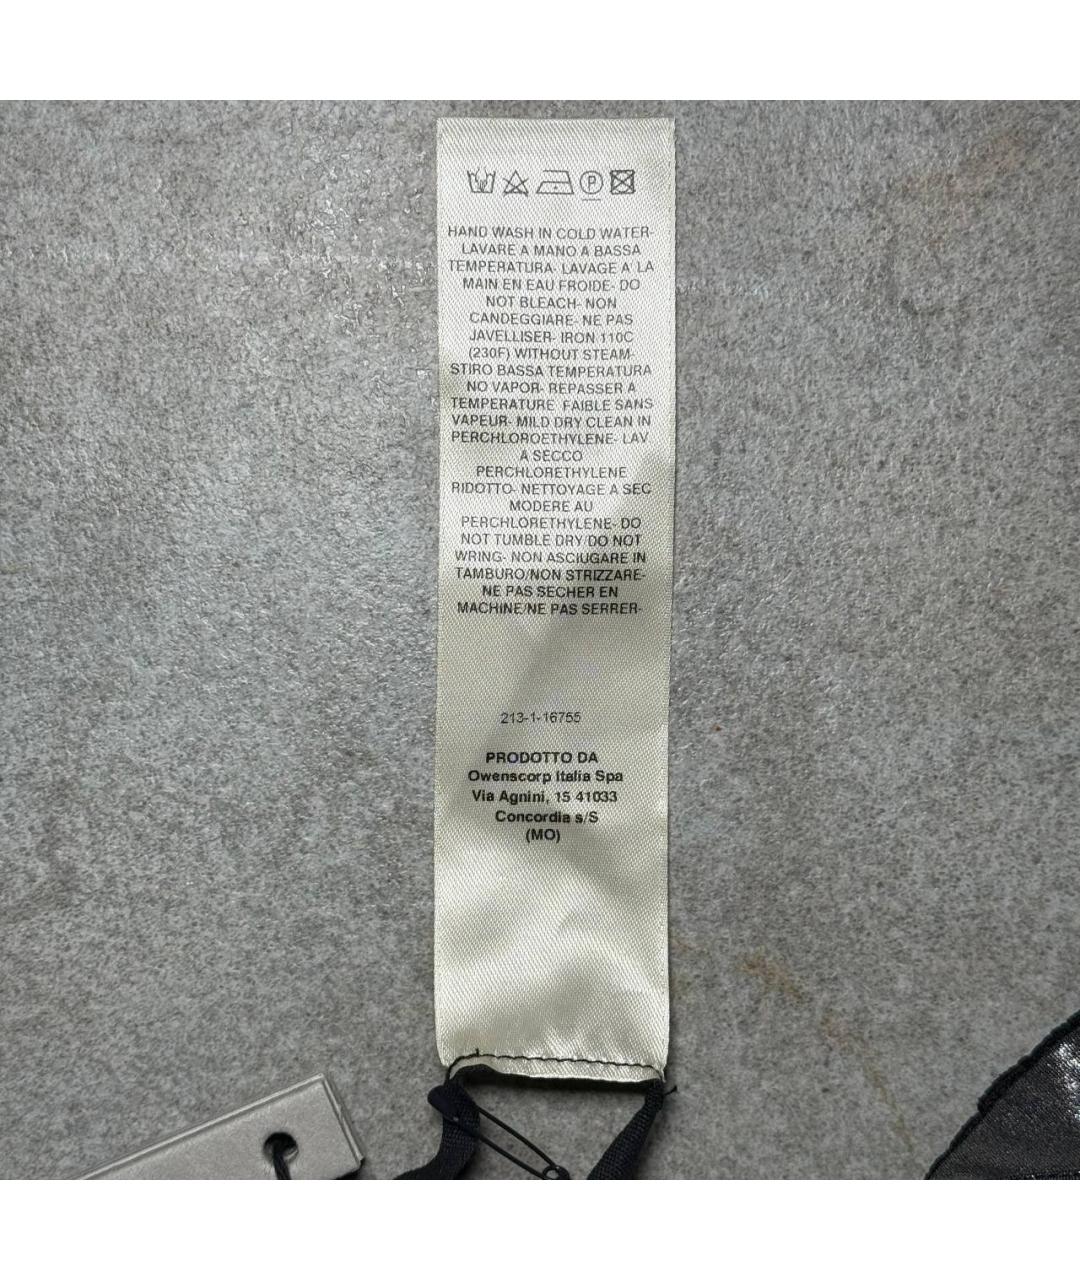 P
HAND WASH IN COLD WATER-
LAVARE A MANO A BASSA
TEMPERATURA- LAVAGE A' LA
MAIN EN EAU FROIDE- DO
NOT BLEACH- NON
CANDEGGIARE- NE PAS
JAVELLISER- IRON 110C
(230F) WITHOUT STEAM-
STIRO BASSA TEMPERATURA
NO VAPOR- REPASSER A
TEMPERATURE FAIBLE SANS
VAPEUR- MILD DRY CLEAN IN
PERCHLOROETHYLENE- LAV
A SECCO
PERCHLORETHYLENE
RIDOTTO- NETTOYAGE A SEC
MODERE AU
PERCHLORETHYLENE- DO
NOT TUMBLE DRY/DO NOT
WRING- NON ASCIUGARE IN
TAMBURO/NON STRIZZARE-
NE PAS SECHER EN
MACHINE/NE PAS SERRER-
213-1-16755
PRODOTTO DA
Owenscorp Italia Spa
Via Agnini, 15 41033
Concordia s/S
(MO)